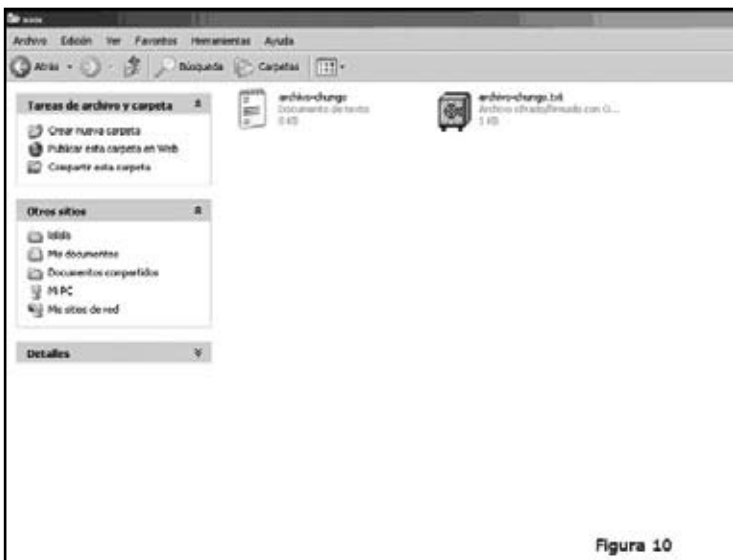 Archivo Edición Ver Favoritos Herramientas Ayuda
Atrás Búsqueda Carpetas
Tareas de archivo y carpeta
Crear nueva carpeta
Publicar esta carpeta en Web
Compartir esta carpeta
Otros sitios
Mis documentos
Documentos compartidos
Mi PC
Mis sitios de red
Detalles
archivo-chungo
Documento de texto
0 KB
archivo-chungo.txt
Archivo cifrado/firmado con G...
1 KB
Figura 10